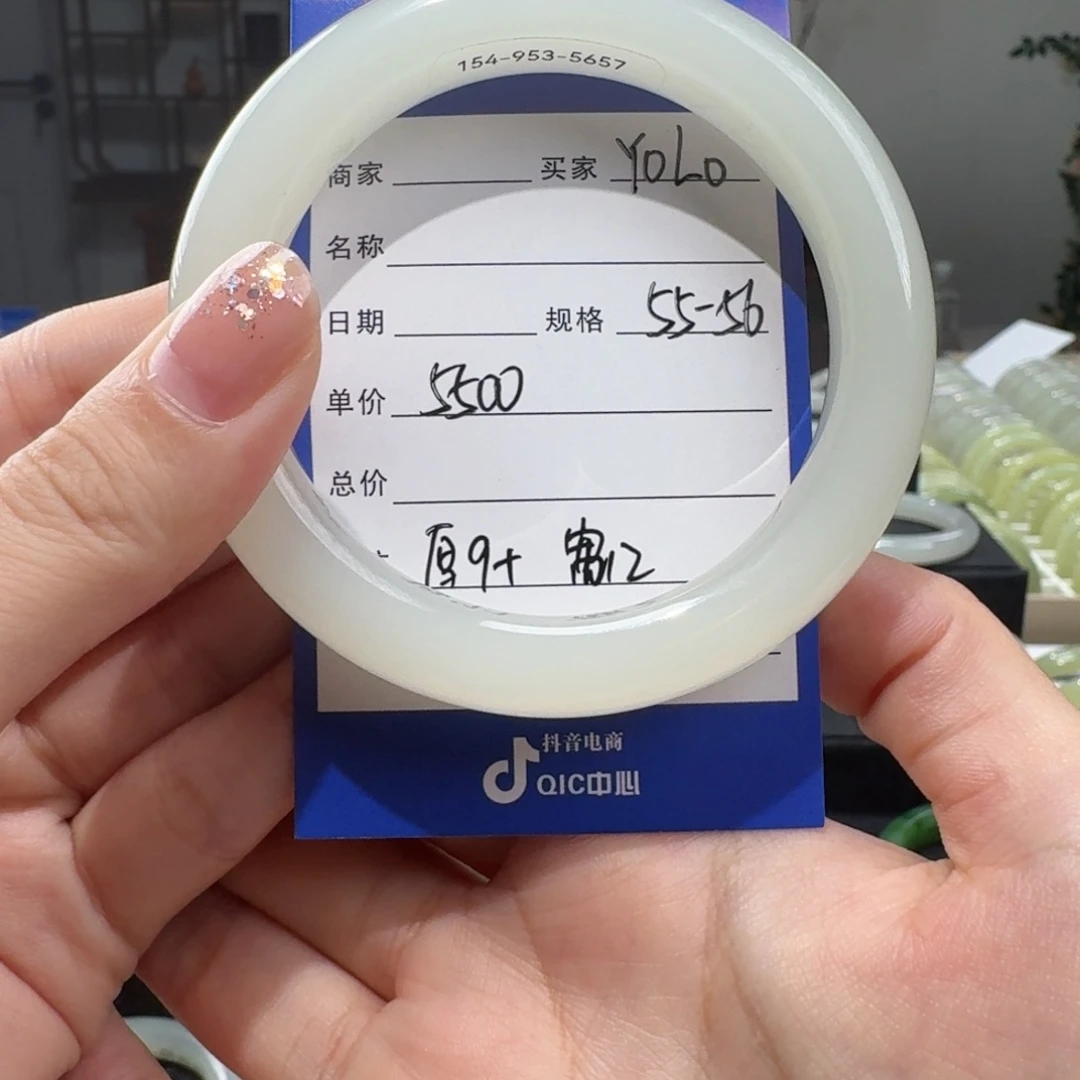 154-953-5657
商家 买家 YOLO
名称
日期 规格 55-56
单价 5500
总价
厚9+ 宽12
抖音电商
QIC中心